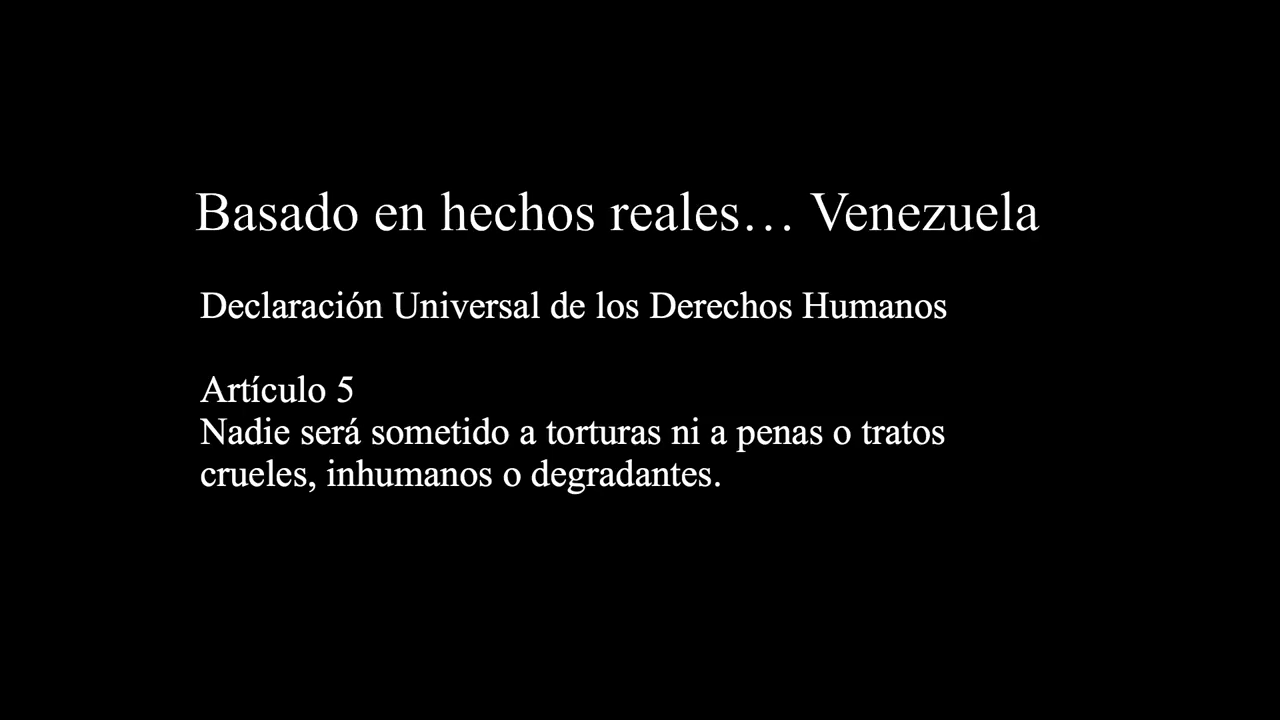 Basado en hechos reales… Venezuela
Declaración Universal de los Derechos Humanos
Artículo 5
Nadie será sometido a torturas ni a penas o tratos
crueles, inhumanos o degradantes.